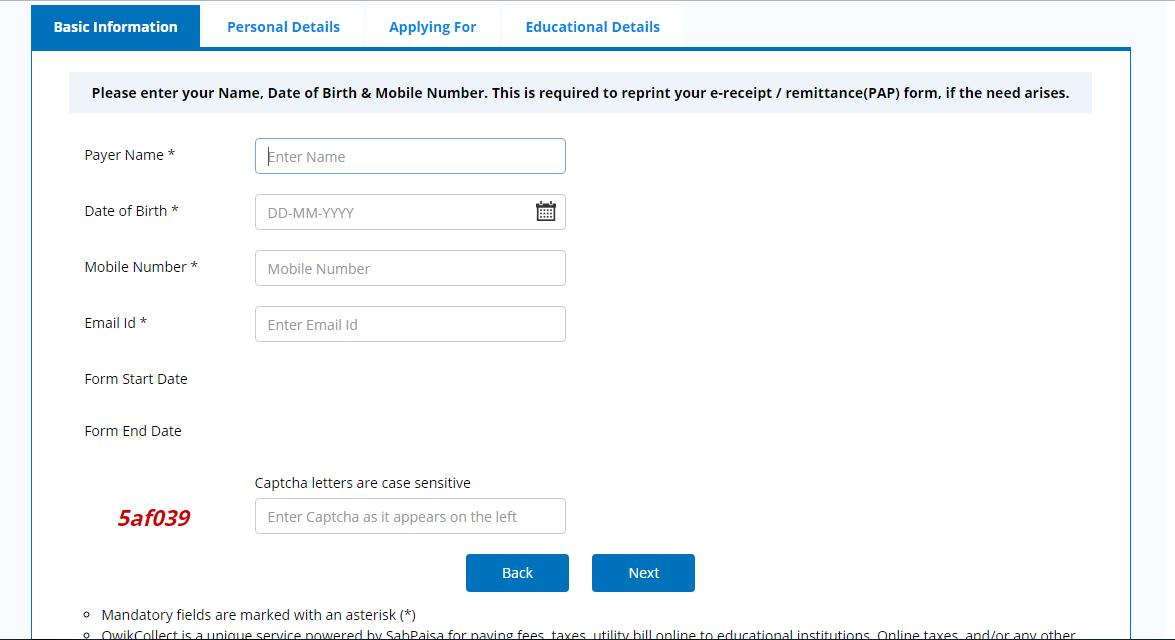 Basic Information Personal Details Applying For Educational Details
Please enter your Name, Date of Birth & Mobile Number. This is required to reprint your e-receipt / remittance(PAP) form, if the need arises.
Payer Name * Enter Name
Date of Birth * DD-MM-YYYY
Mobile Number * Mobile Number
Email Id * Enter Email Id
Form Start Date
Form End Date
Captcha letters are case sensitive
5af039 Enter Captcha as it appears on the left
Back Next
Mandatory fields are marked with an asterisk (*)
QwikCollect is a unique service powered by SabPaisa for paying fees, taxes, utility bill online to educational institutions, Online taxes, and/or any other